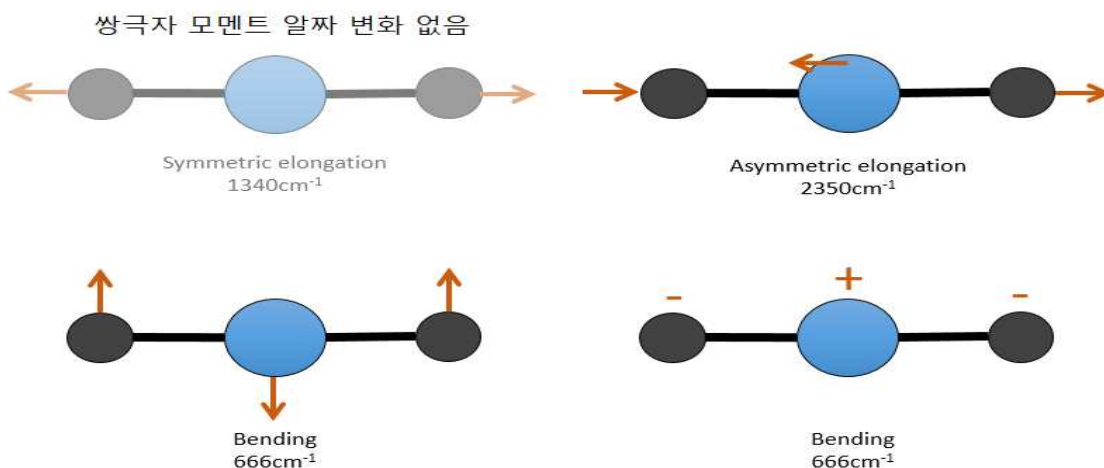 쌍극자 모멘트 알짜 변화 없음
Symmetric elongation
1340cm⁻¹
Asymmetric elongation
2350cm⁻¹
- + -
Bending
666cm⁻¹
Bending
666cm⁻¹